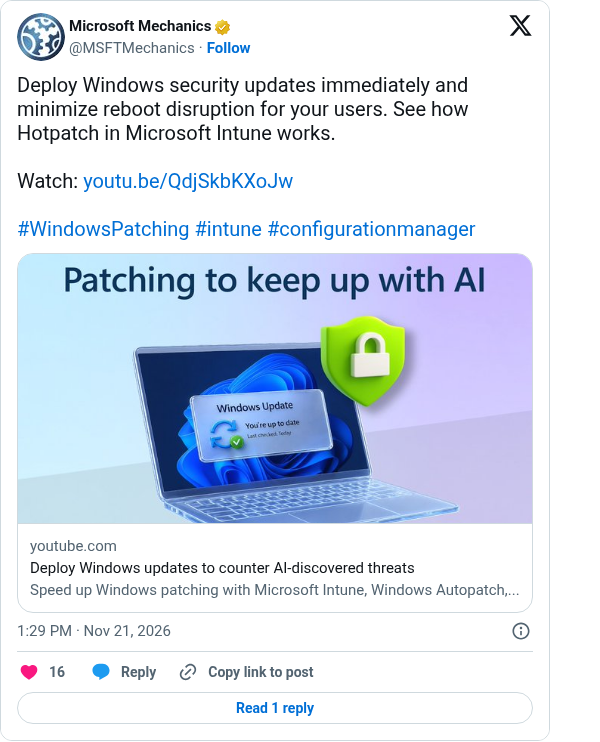 Microsoft Mechanics
@MSFTMechanics · Follow
Deploy Windows security updates immediately and
minimize reboot disruption for your users. See how
Hotpatch in Microsoft Intune works.
Watch: youtu.be/QdjSkbKXoJw
#WindowsPatching #intune #configurationmanager
Patching to keep up with AI
Windows Update
You're up to date
Last checked: Today
youtube.com
Deploy Windows updates to counter AI-discovered threats
Speed up Windows patching with Microsoft Intune, Windows Autopatch,...
1:29 PM · Nov 21, 2026
16 Reply Copy link to post
Read 1 reply